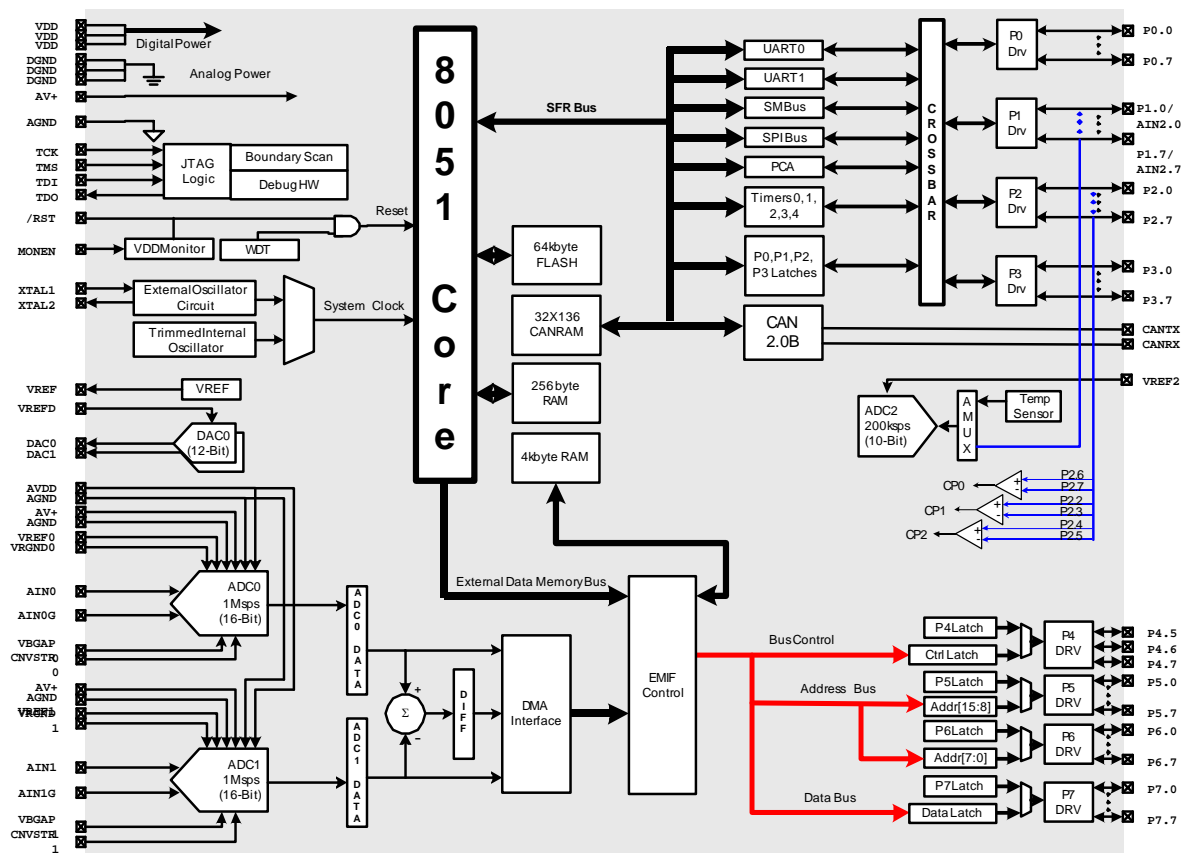 VDD
VDD
VDD
Digital Power
DGND
DGND
DGND
Analog Power
AV+
AGND
TCK
TMS
TDI
TDO
JTAG
Logic
Boundary Scan
Debug HW
/RST
Reset
MONEN
VDD Monitor
WDT
XTAL1
XTAL2
External Oscillator
Circuit
System Clock
Trimmed Internal
Oscillator
VREF
VREF
VREFD
DAC0
DAC1
DAC0
(12-Bit)
8051 Core
SFR Bus
64kbyte
FLASH
32X136
CANRAM
256 byte
RAM
4kbyte RAM
UART0
UART1
SMBus
SPI Bus
PCA
Timers 0, 1,
2,3,4
P0, P1, P2,
P3 Latches
CAN
2.0B
CROSSBAR
P0
Drv
P1
Drv
P2
Drv
P3
Drv
P0.0
P0.7
P1.0/
AIN2.0
P1.7/
AIN2.7
P2.0
P2.7
P3.0
P3.7
CANTX
CANRX
VREF2
ADC2
200ksps
(10-Bit)
AMUX
Temp
Sensor
CP0
+
-
P2.6
P2.7
CP1
+
-
P2.2
P2.3
CP2
+
-
P2.4
P2.5
AVDD
AGND
AV+
AGND
VREF0
VRGND0
AIN0
AIN0G
VBGAP
0
CNVSTR
0
ADC0
1Msps
(16-Bit)
AV+
AGND
VREF1
VRGND
1
AIN1
AIN1G
VBGAP
1
CNVSTR
1
ADC1
1Msps
(16-Bit)
ADC0 DATA
ADC1 DATA
+
Σ
−
DIFF
DMA
Interface
External Data Memory Bus
EMIF
Control
Bus Control
Address Bus
Data Bus
P4 Latch
Ctrl Latch
P5 Latch
Addr[15:8]
P6 Latch
Addr[7:0]
P7 Latch
Data Latch
P4
DRV
P5
DRV
P6
DRV
P7
DRV
P4.5
P4.6
P4.7
P5.0
P5.7
P6.0
P6.7
P7.0
P7.7